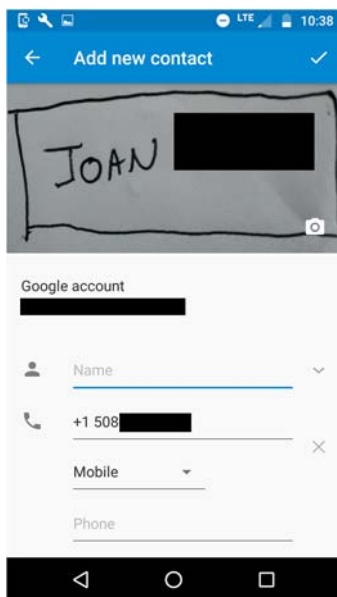 LTE 10:38
Add new contact
JOAN
Google account
Name
+1 508
Mobile
Phone